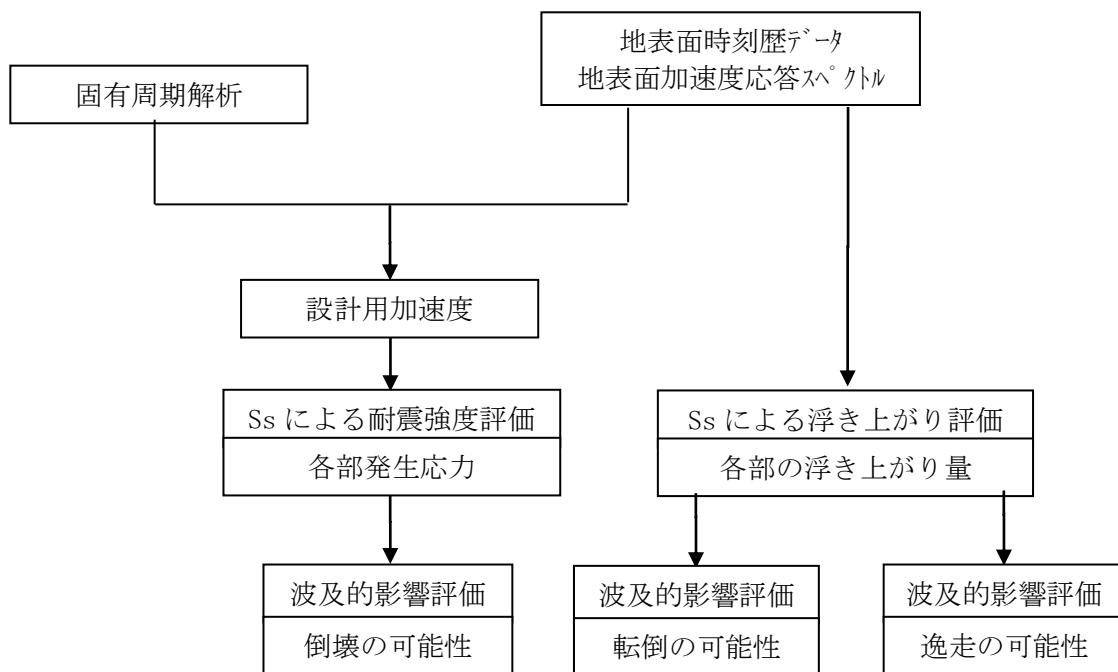 地表面時刻歴ﾃﾞｰﾀ
地表面加速度応答ｽﾍﾟｸﾄﾙ
固有周期解析
設計用加速度
Ss による耐震強度評価
各部発生応力
Ss による浮き上がり評価
各部の浮き上がり量
波及的影響評価
倒壊の可能性
波及的影響評価
転倒の可能性
波及的影響評価
逸走の可能性